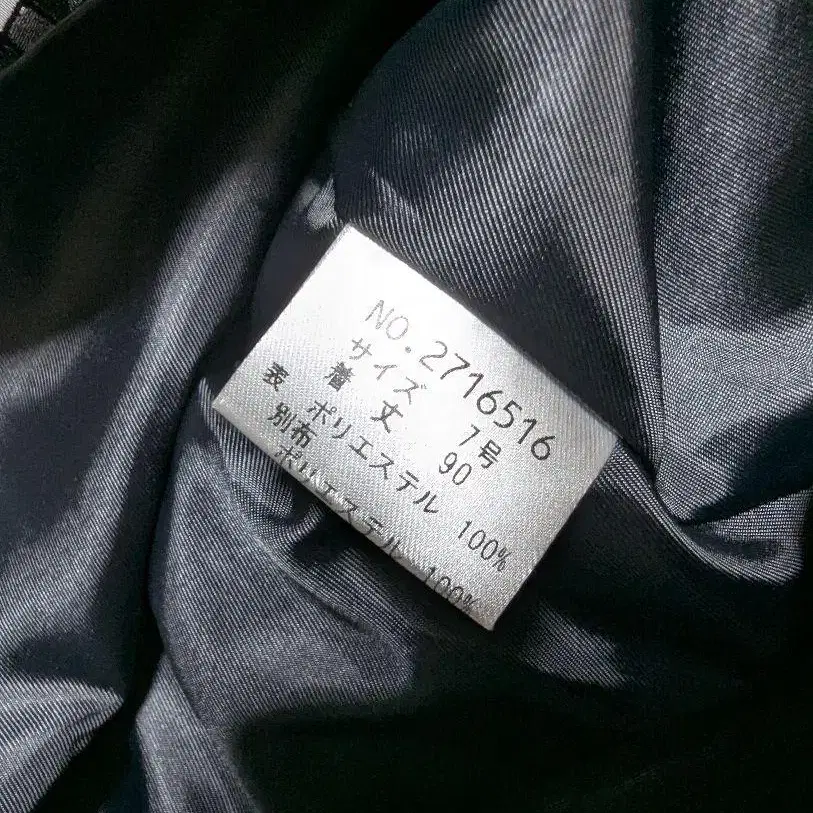 NO.2716516
サイズ 7号
着丈 90
表 ポリエステル 100%
別布
ポリエステル 100%